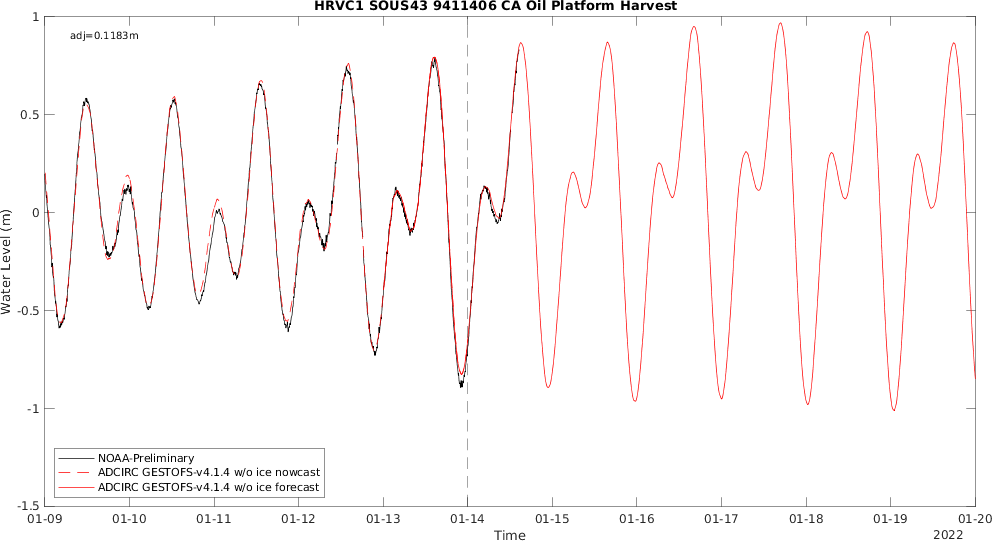 HRVC1 SOUS43 9411406 CA Oil Platform Harvest
adj=0.1183m
1
0.5
0
-0.5
-1
-1.5
Water Level (m)
NOAA-Preliminary
ADCIRC GESTOFS-v4.1.4 w/o ice nowcast
ADCIRC GESTOFS-v4.1.4 w/o ice forecast
01-09 01-10 01-11 01-12 01-13 01-14 01-15 01-16 01-17 01-18 01-19 01-20
Time
2022